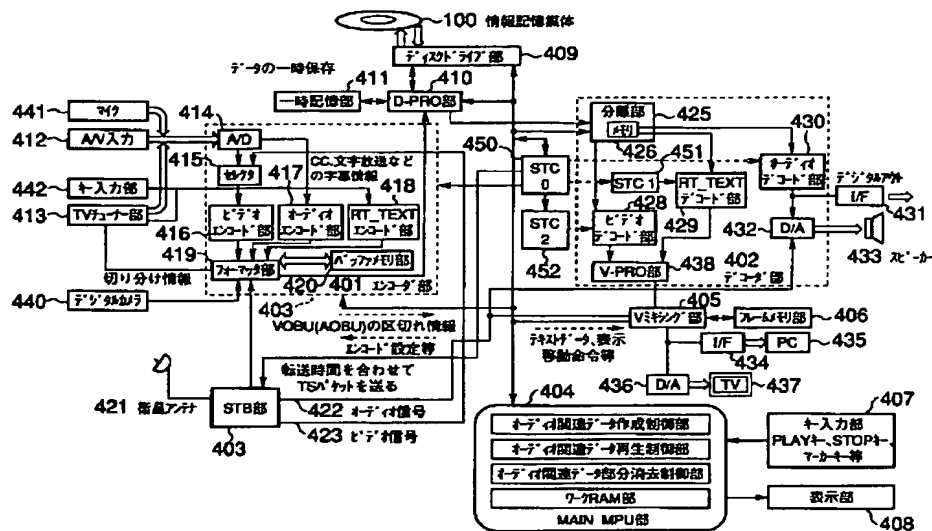 100 情報記憶媒体
ディスクドライブ部 409
データの一時保存
411 410
一時記憶部 D-PRO部
441 マイク
412 A/V入力
442 キー入力部
413 TVチューナー部
414 A/D
415 セレクタ
CC、文字放送などの字幕情報
417
418
ビデオエンコード部
オーディオエンコード部
RT_TEXTエンコード部
416
419 フォーマッタ部
バッファメモリ部
420 401 エンコーダ部
403
切り分け情報
440 デジタルカメラ
VOBU(AOBU)の区切れ情報
エンコード設定等
転送時間を合わせて
TSパケットを送る
421 衛星アンテナ
STB部
403
422 オーディオ信号
423 ビデオ信号
分離部 425
メモリ
426
430
オーディオデコード部
450
STC 0
451
STC 1
STC 2
452
428
ビデオデコード部
RT_TEXTデコード部
429
デジタルアウト
I/F
431
432 D/A
433 スピーカー
402
デコーダ部
V-PRO部 438
405
Vミキシング部
フレームメモリ部 406
テキストデータ、表示
移動命令等
I/F PC 435
434
436 D/A TV 437
404
オーディオ関連データ作成制御部
オーディオ関連データ再生制御部
オーディオ関連データ部分消去制御部
ワークRAM部
MAIN MPU部
407
キー入力部
PLAYキー、STOPキー、
マーカキー等
表示部
408